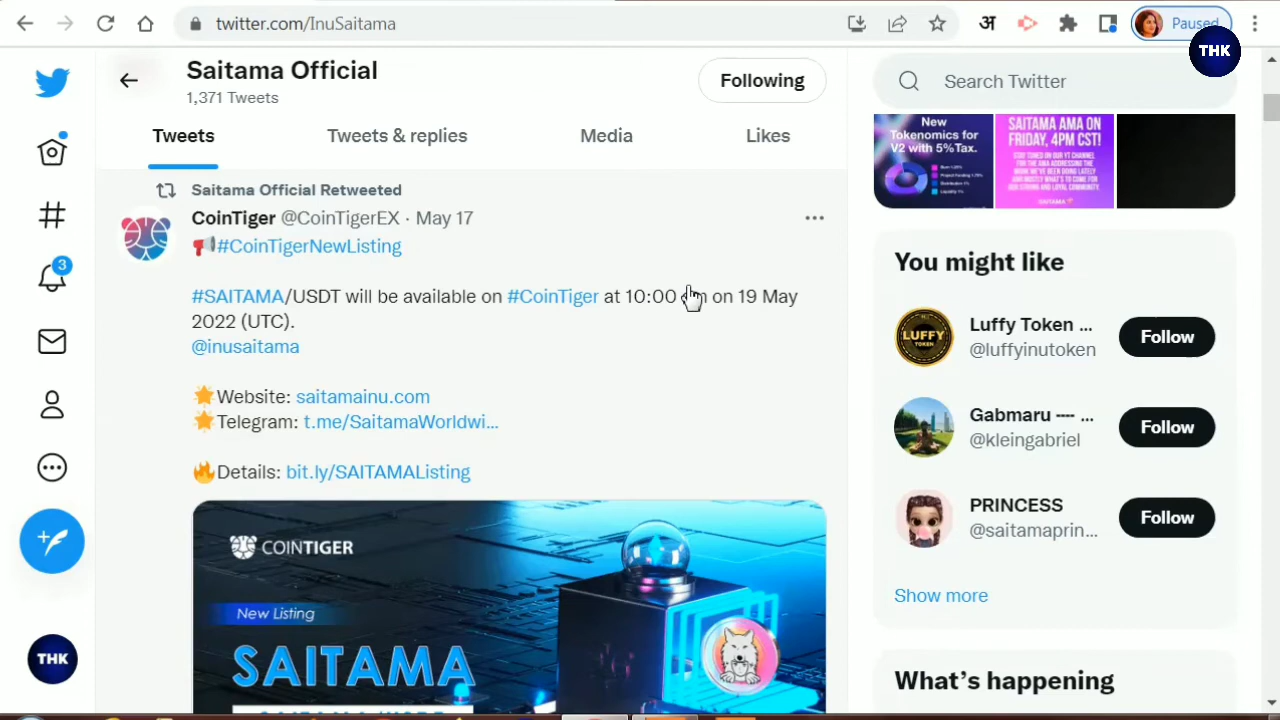 twitter.com/InuSaitama
अ
Paused
THK
Saitama Official
1,371 Tweets
Following
Search Twitter
Tweets
Tweets & replies
Media
Likes
New
Tokenomics for
V2 with 5%Tax.
SAITAMA AMA ON
FRIDAY, 4PM CST!
SAITAMA
Saitama Official Retweeted
CoinTiger @CoinTigerEX · May 17
#CoinTigerNewListing
#SAITAMA/USDT will be available on #CoinTiger at 10:00 on 19 May
2022 (UTC).
@inusaitama
Website: saitamainu.com
Telegram: t.me/SaitamaWorldwi...
Details: bit.ly/SAITAMAListing
COINTIGER
New Listing
SAITAMA
You might like
Luffy Token ...
@luffyinutoken
Follow
LUFFY
TOKEN
Gabmaru ---- ...
@kleingabriel
Follow
PRINCESS
@saitamaprin...
Follow
Show more
What's happening
3
THK